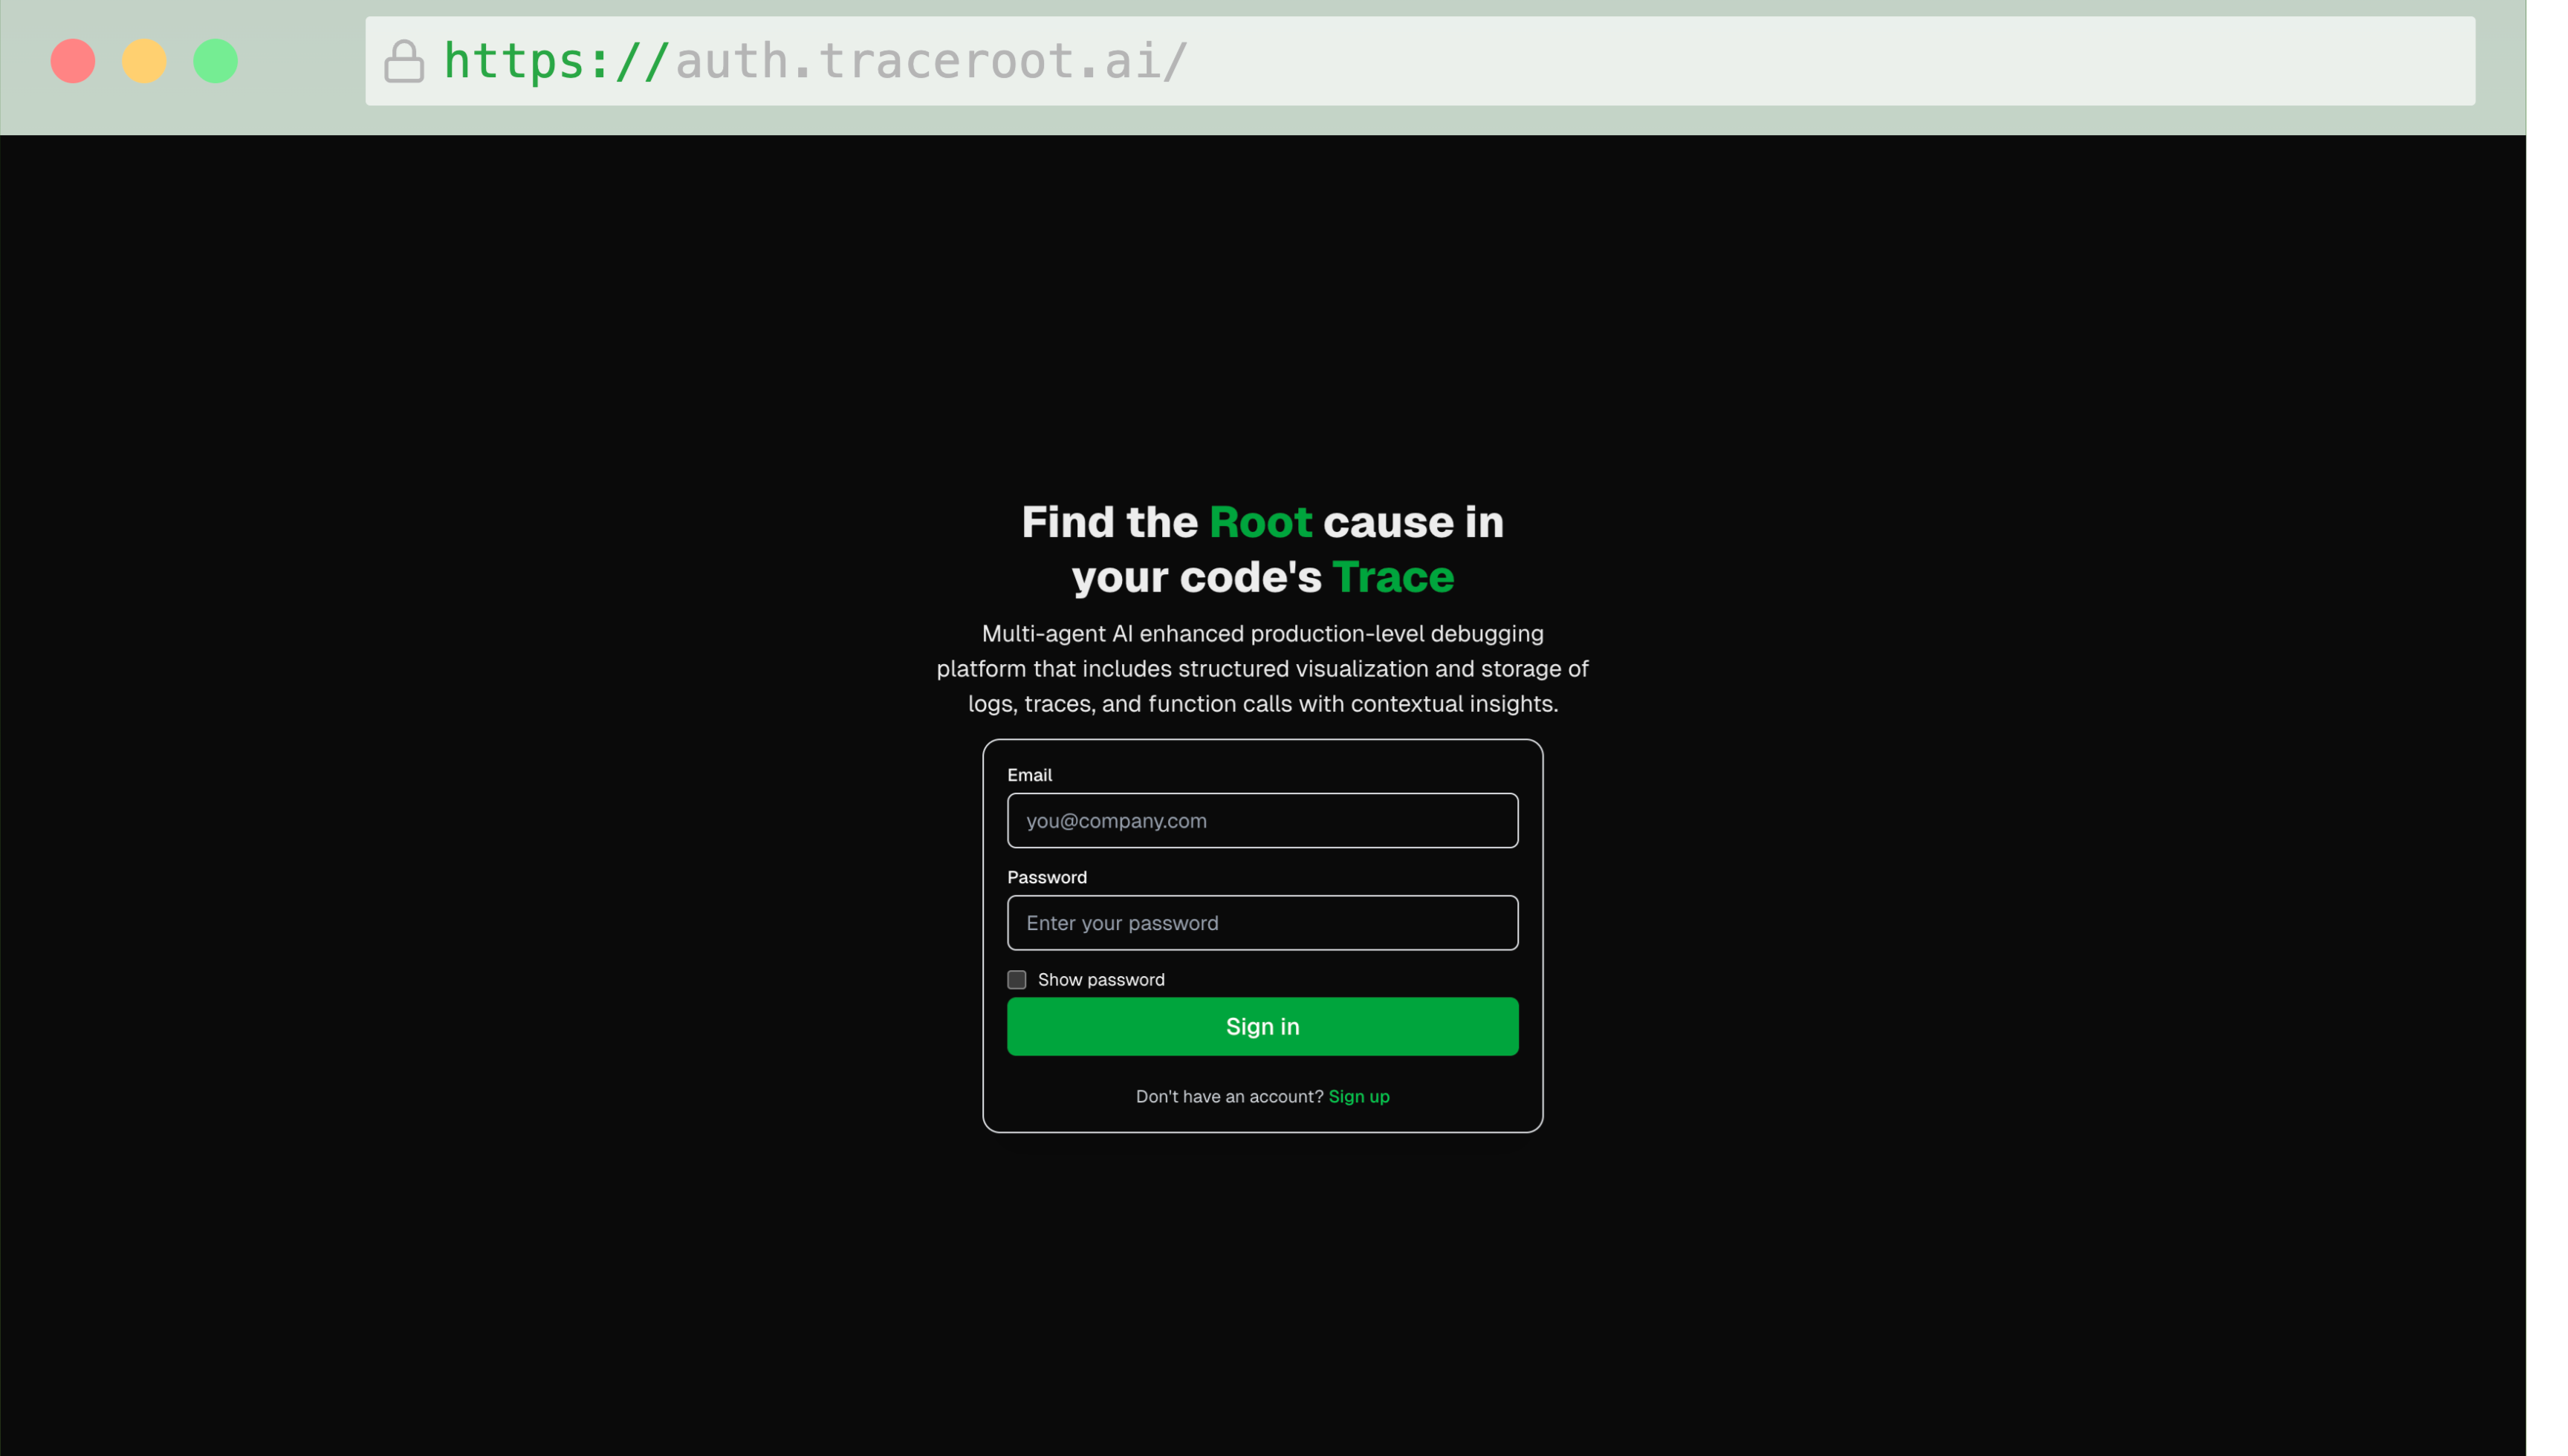 https://auth.traceroot.ai/
Find the Root cause in
your code's Trace
Multi-agent AI enhanced production-level debugging
platform that includes structured visualization and storage of
logs, traces, and function calls with contextual insights.
Email
you@company.com
Password
Enter your password
Show password
Sign in
Don't have an account? Sign up